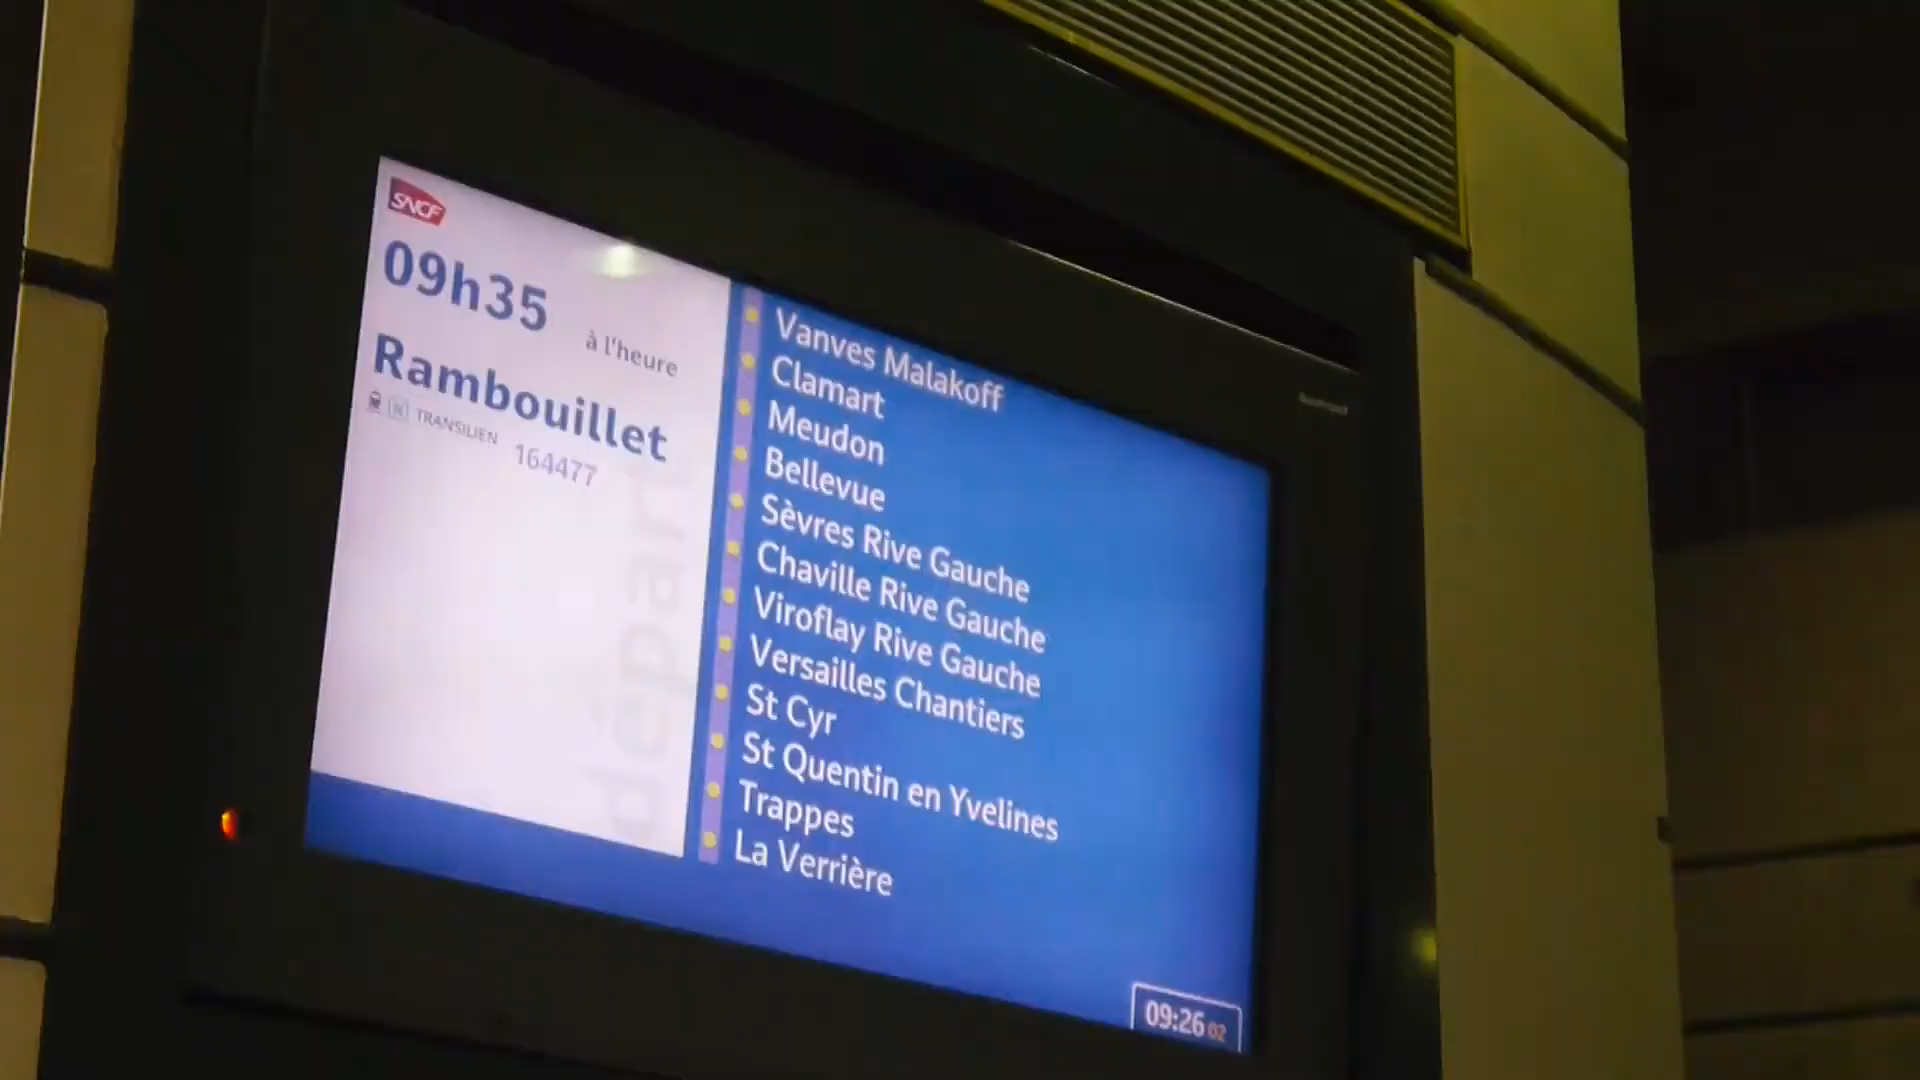 SNCF
09h35
à l'heure
Rambouillet
N TRANSILIEN
164477
départ
Vanves Malakoff
Clamart
Meudon
Bellevue
Sèvres Rive Gauche
Chaville Rive Gauche
Viroflay Rive Gauche
Versailles Chantiers
St Cyr
St Quentin en Yvelines
Trappes
La Verrière
09:26 02